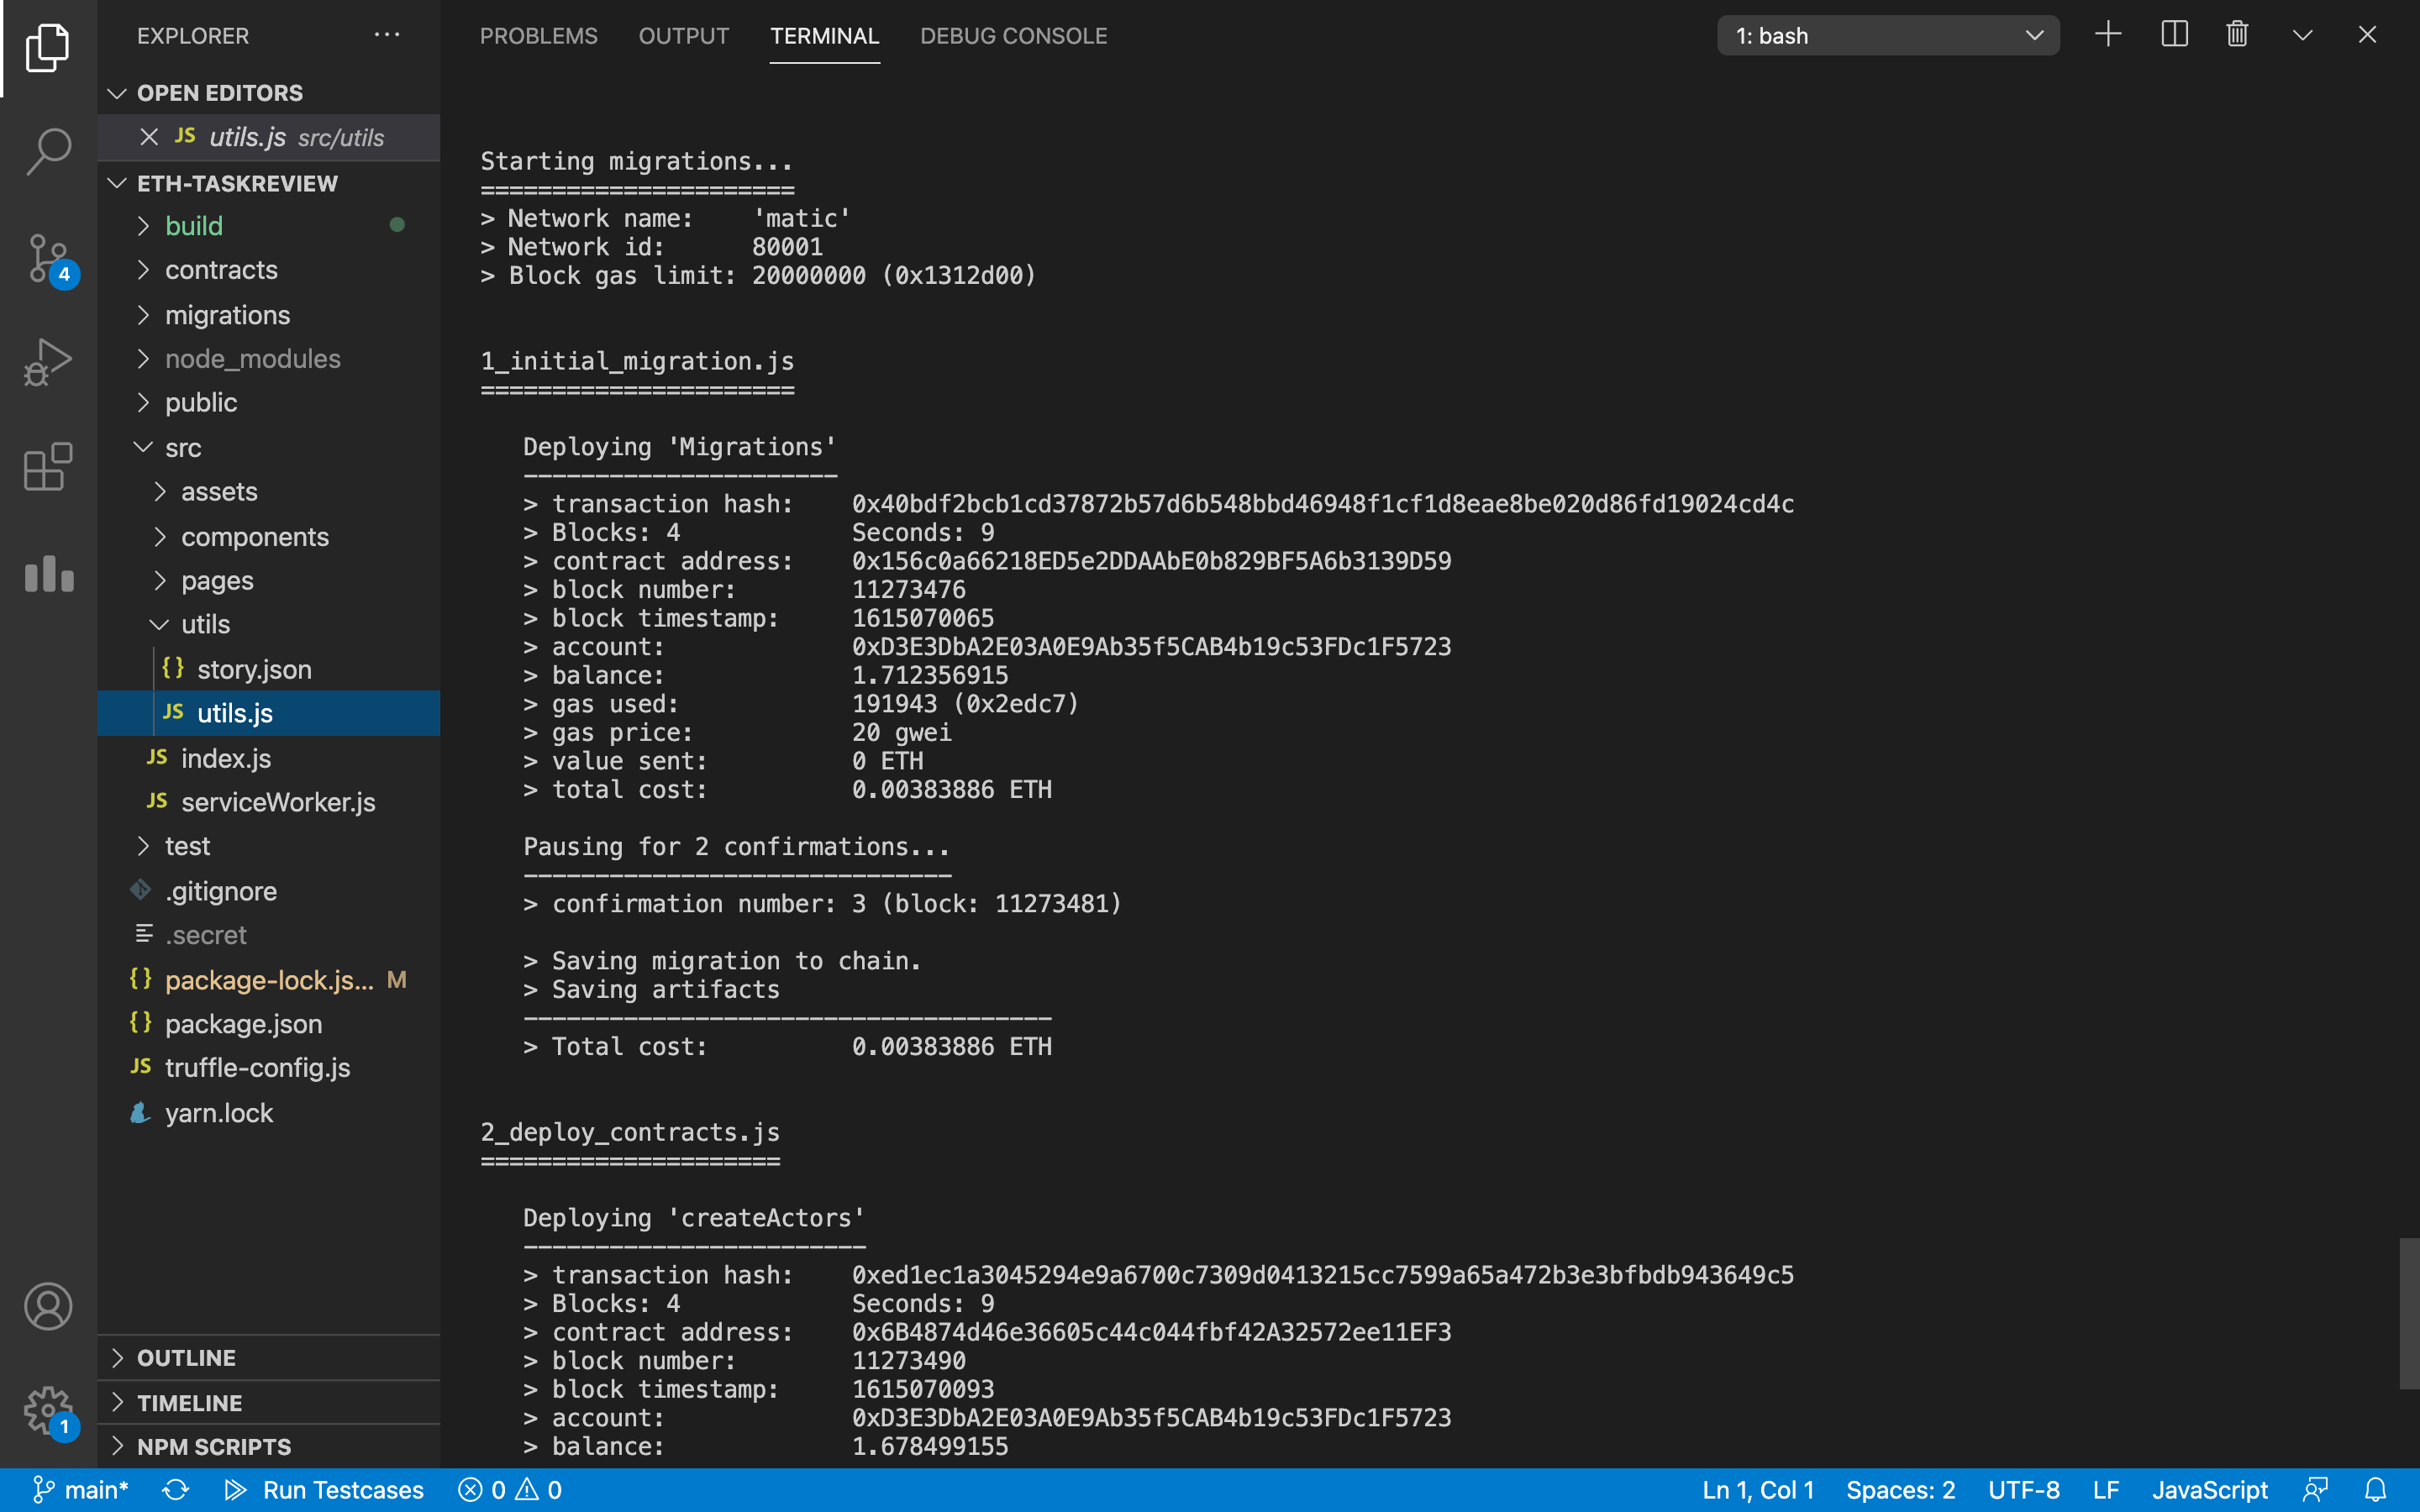 EXPLORER
OPEN EDITORS
JS utils.js src/utils
ETH-TASKREVIEW
build
contracts
4
migrations
node_modules
public
src
assets
components
pages
utils
{} story.json
JS utils.js
JS index.js
JS serviceWorker.js
test
.gitignore
.secret
{} package-lock.js... M
{} package.json
JS truffle-config.js
yarn.lock
OUTLINE
TIMELINE
1
NPM SCRIPTS
PROBLEMS OUTPUT TERMINAL DEBUG CONSOLE 1: bash
Starting migrations...
======================
> Network name:    'matic'
> Network id:      80001
> Block gas limit: 20000000 (0x1312d00)
1_initial_migration.js
======================
Deploying 'Migrations'
----------------------
> transaction hash:    0x40bdf2bcb1cd37872b57d6b548bbd46948f1cf1d8eae8be020d86fd19024cd4c
> Blocks: 4            Seconds: 9
> contract address:    0x156c0a66218ED5e2DDAAbE0b829BF5A6b3139D59
> block number:        11273476
> block timestamp:     1615070065
> account:             0xD3E3DbA2E03A0E9Ab35f5CAB4b19c53FDc1F5723
> balance:             1.712356915
> gas used:            191943 (0x2edc7)
> gas price:           20 gwei
> value sent:          0 ETH
> total cost:          0.00383886 ETH
Pausing for 2 confirmations...
------------------------------
> confirmation number: 3 (block: 11273481)
> Saving migration to chain.
> Saving artifacts
-------------------------------------
> Total cost:          0.00383886 ETH
2_deploy_contracts.js
=====================
Deploying 'createActors'
------------------------
> transaction hash:    0xed1ec1a3045294e9a6700c7309d0413215cc7599a65a472b3e3bfbdb943649c5
> Blocks: 4            Seconds: 9
> contract address:    0x6B4874d46e36605c44c044fbf42A32572ee11EF3
> block number:        11273490
> block timestamp:     1615070093
> account:             0xD3E3DbA2E03A0E9Ab35f5CAB4b19c53FDc1F5723
> balance:             1.678499155
main* Run Testcases 0 0 Ln 1, Col 1 Spaces: 2 UTF-8 LF JavaScript